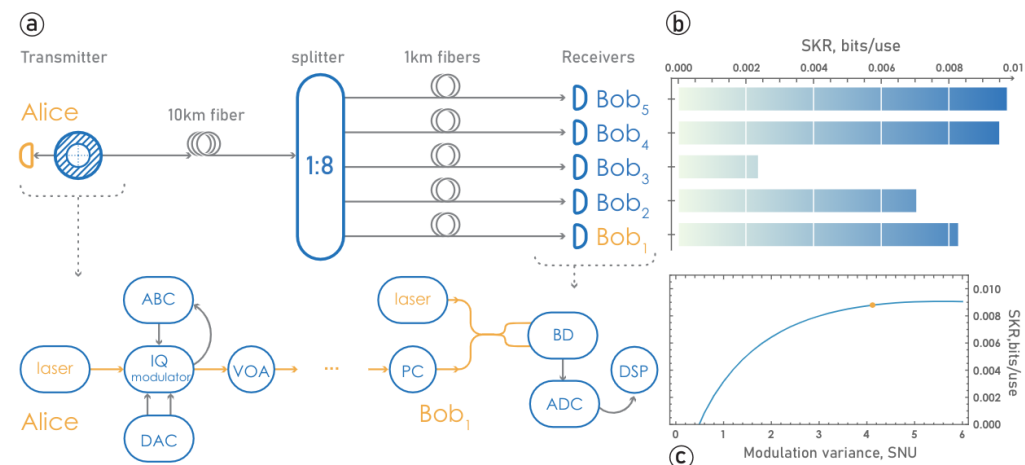 a
Transmitter
splitter
1km fibers
Receivers
Alice
10km fiber
1:8
Bob5
Bob4
Bob3
Bob2
Bob1
ABC
laser
IQ
modulator
VOA
...
DAC
Alice
laser
PC
BD
ADC
DSP
Bob1
b
SKR, bits/use
0.000 0.002 0.004 0.006 0.008 0.01
0.010
0.008
0.006
0.004
0.002
0.000
SKR,bits/use
0 1 2 3 4 5 6
Modulation variance, SNU
c